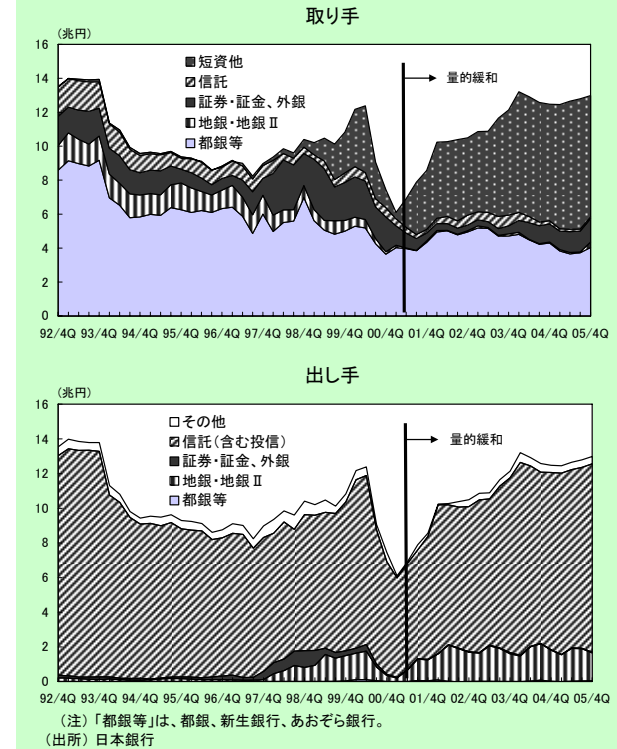 取り手
(兆円)
16
14
12
10
8
6
4
2
0
短資他
信託
証券・証金、外銀
地銀・地銀Ⅱ
都銀等
量的緩和
92/4Q 93/4Q 94/4Q 95/4Q 96/4Q 97/4Q 98/4Q 99/4Q 00/4Q 01/4Q 02/4Q 03/4Q 04/4Q 05/4Q
出し手
(兆円)
16
14
12
10
8
6
4
2
0
その他
信託(含む投信)
証券・証金、外銀
地銀・地銀Ⅱ
都銀等
量的緩和
92/4Q 93/4Q 94/4Q 95/4Q 96/4Q 97/4Q 98/4Q 99/4Q 00/4Q 01/4Q 02/4Q 03/4Q 04/4Q 05/4Q
(注)「都銀等」は、都銀、新生銀行、あおぞら銀行。
(出所) 日本銀行